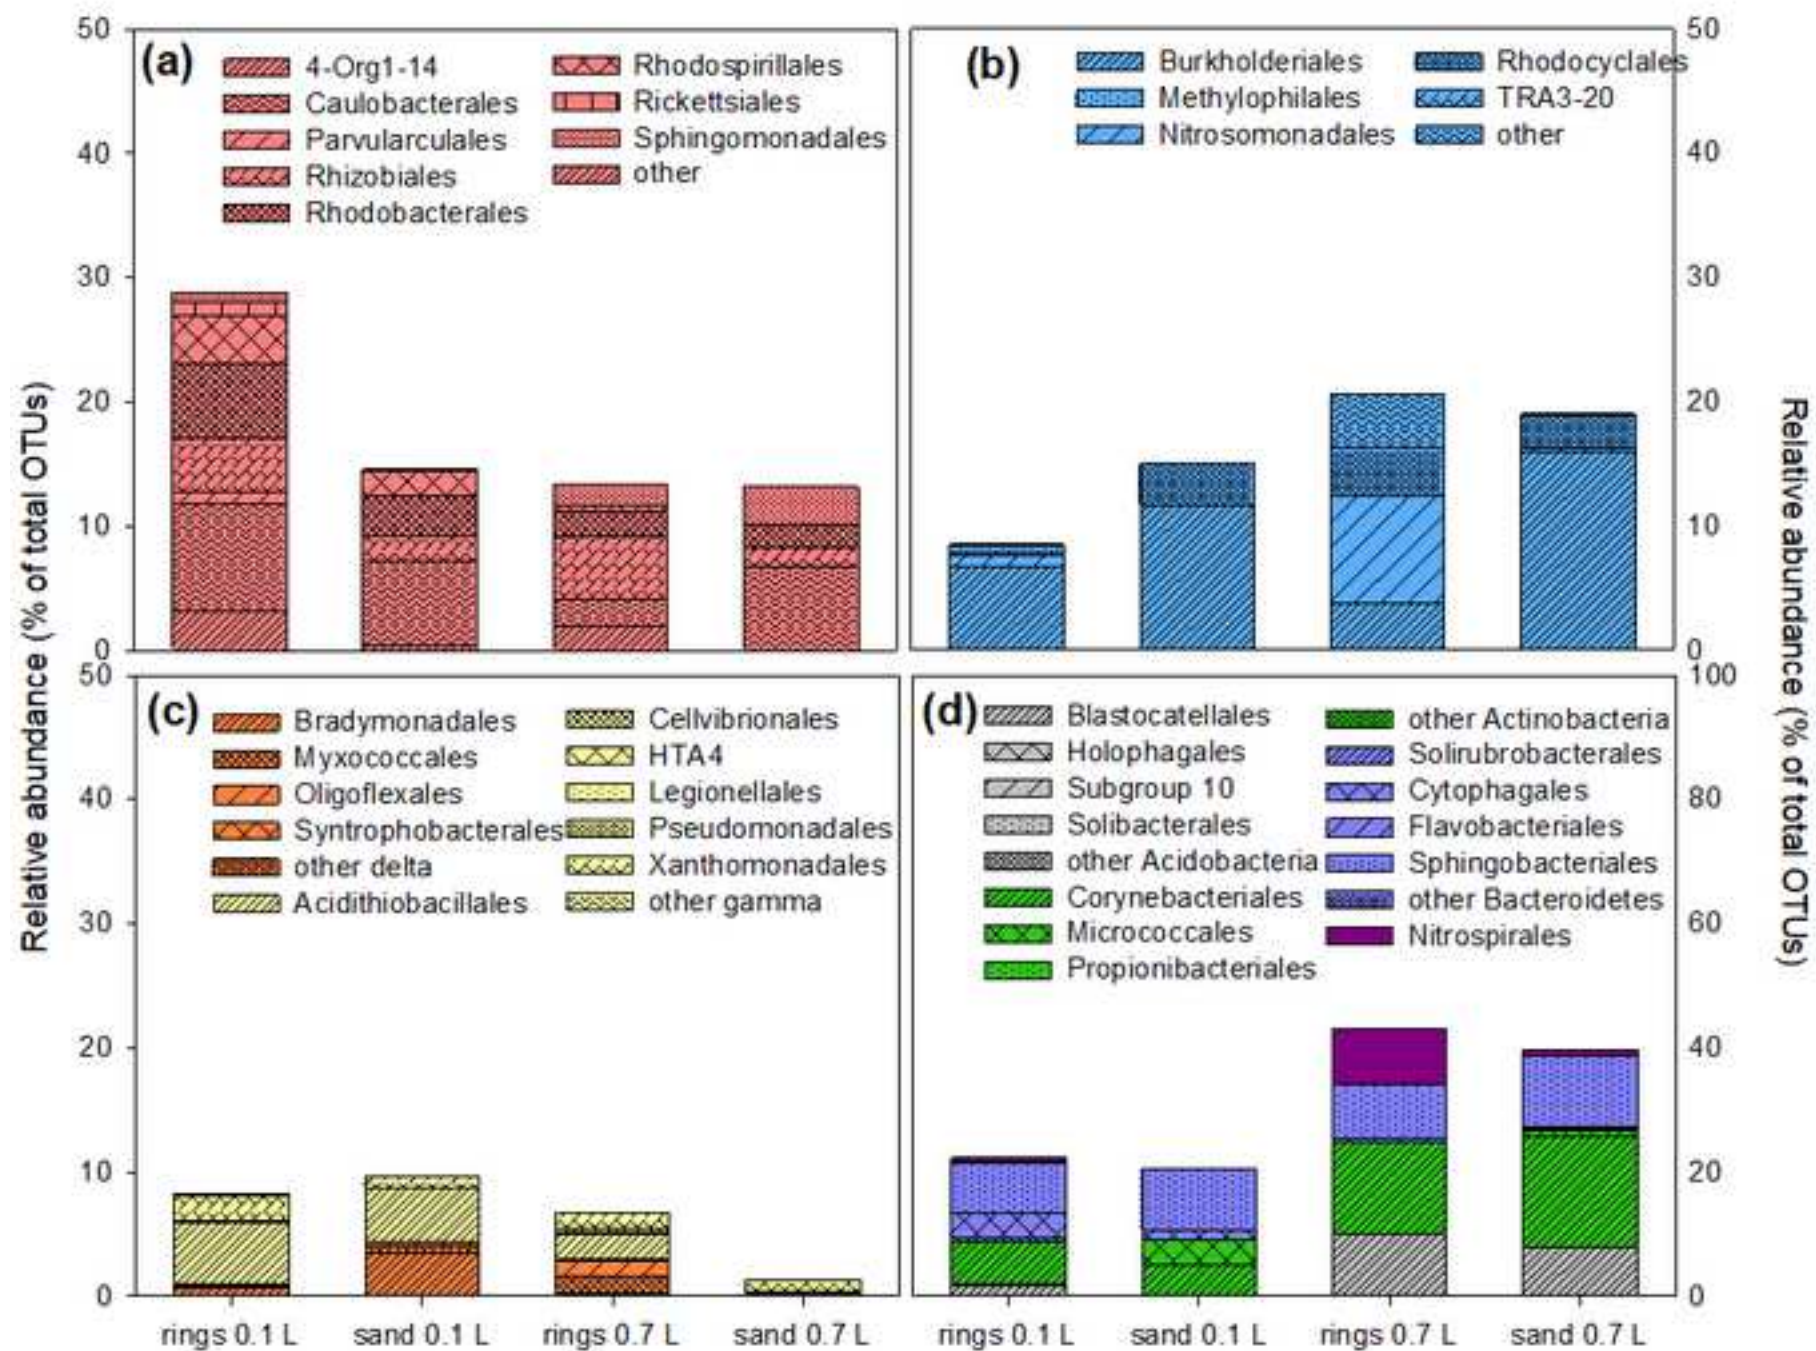 Relative abundance (% of total OTUs)
50
40
30
20
10
0
(a)
4-Org1-14
Caulobacterales
Parvularculales
Rhizobiales
Rhodobacterales
Rhodospirillales
Rickettsiales
Sphingomonadales
other
(b)
Burkholderiales
Methylophilales
Nitrosomonadales
Rhodocyclales
TRA3-20
other
50
40
30
20
10
0
Relative abundance (% of total OTUs)
50
40
30
20
10
0
(c)
Bradymonadales
Myxococcales
Oligoflexales
Syntrophobacterales
other delta
Acidithiobacillales
Cellvibrionales
HTA4
Legionellales
Pseudomonadales
Xanthomonadales
other gamma
rings 0.1 L
sand 0.1 L
rings 0.7 L
sand 0.7 L
(d)
Blastocatellales
Holophagales
Subgroup 10
Solibacterales
other Acidobacteria
Corynebacteriales
Micrococcales
Propionibacteriales
other Actinobacteria
Solirubrobacterales
Cytophagales
Flavobacteriales
Sphingobacteriales
other Bacteroidetes
Nitrospirales
100
80
60
40
20
0
rings 0.1 L
sand 0.1 L
rings 0.7 L
sand 0.7 L